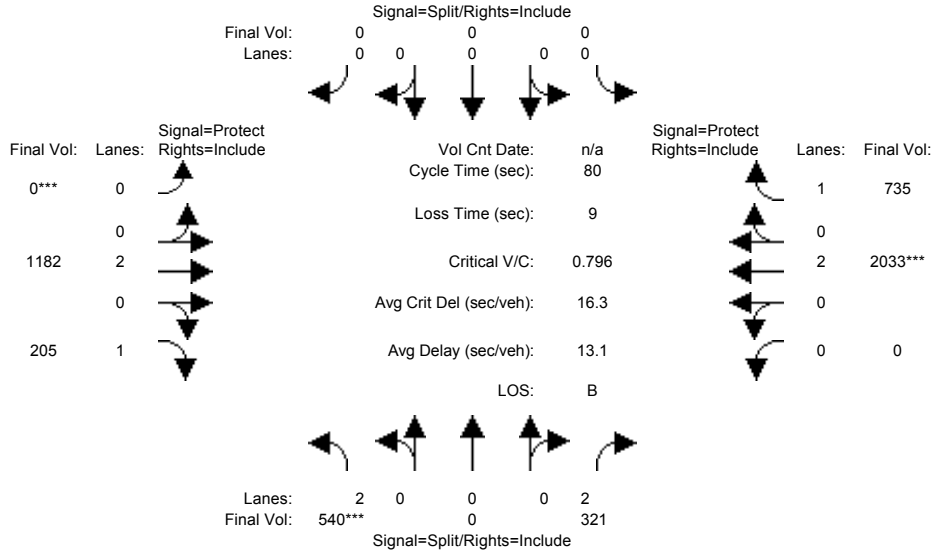 Signal=Split/Rights=Include
Final Vol: 0 0 0
Lanes: 0 0 0 0 0
Signal=Protect Signal=Protect
Final Vol: Lanes: Rights=Include Vol Cnt Date: n/a Rights=Include Lanes: Final Vol:
Cycle Time (sec): 80
0*** 0 1 735
Loss Time (sec): 9
0 0
1182 2 Critical V/C: 0.796 2 2033***
0 Avg Crit Del (sec/veh): 16.3 0
205 1 Avg Delay (sec/veh): 13.1 0 0
LOS: B
Lanes: 2 0 0 0 2
Final Vol: 540*** 0 321
Signal=Split/Rights=Include